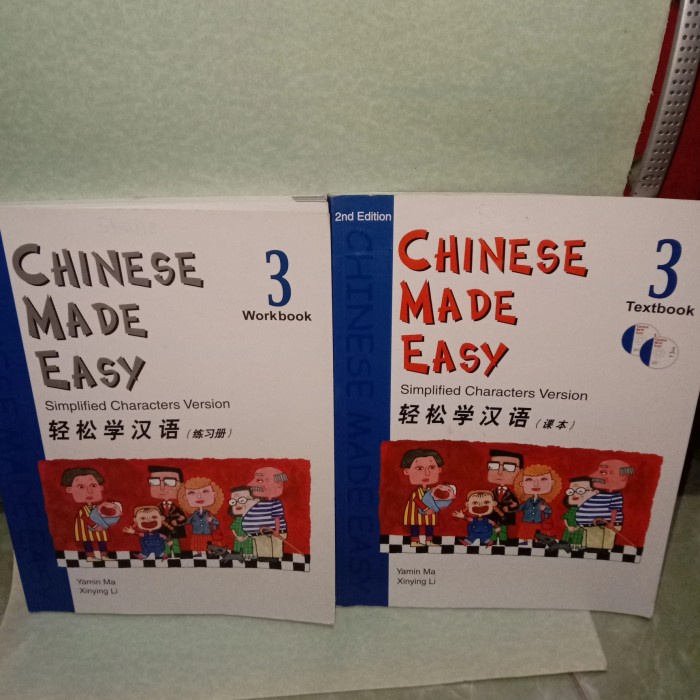 CHINESE
MADE
EASY
3
Workbook
Simplified Characters Version
轻松学汉语 (练习册)
Yamin Ma
Xinying Li
2nd Edition
CHINESE MADE EASY
CHINESE
MADE
EASY
3
Textbook
Simplified Characters Version
轻松学汉语 (课本)
Yamin Ma
Xinying Li